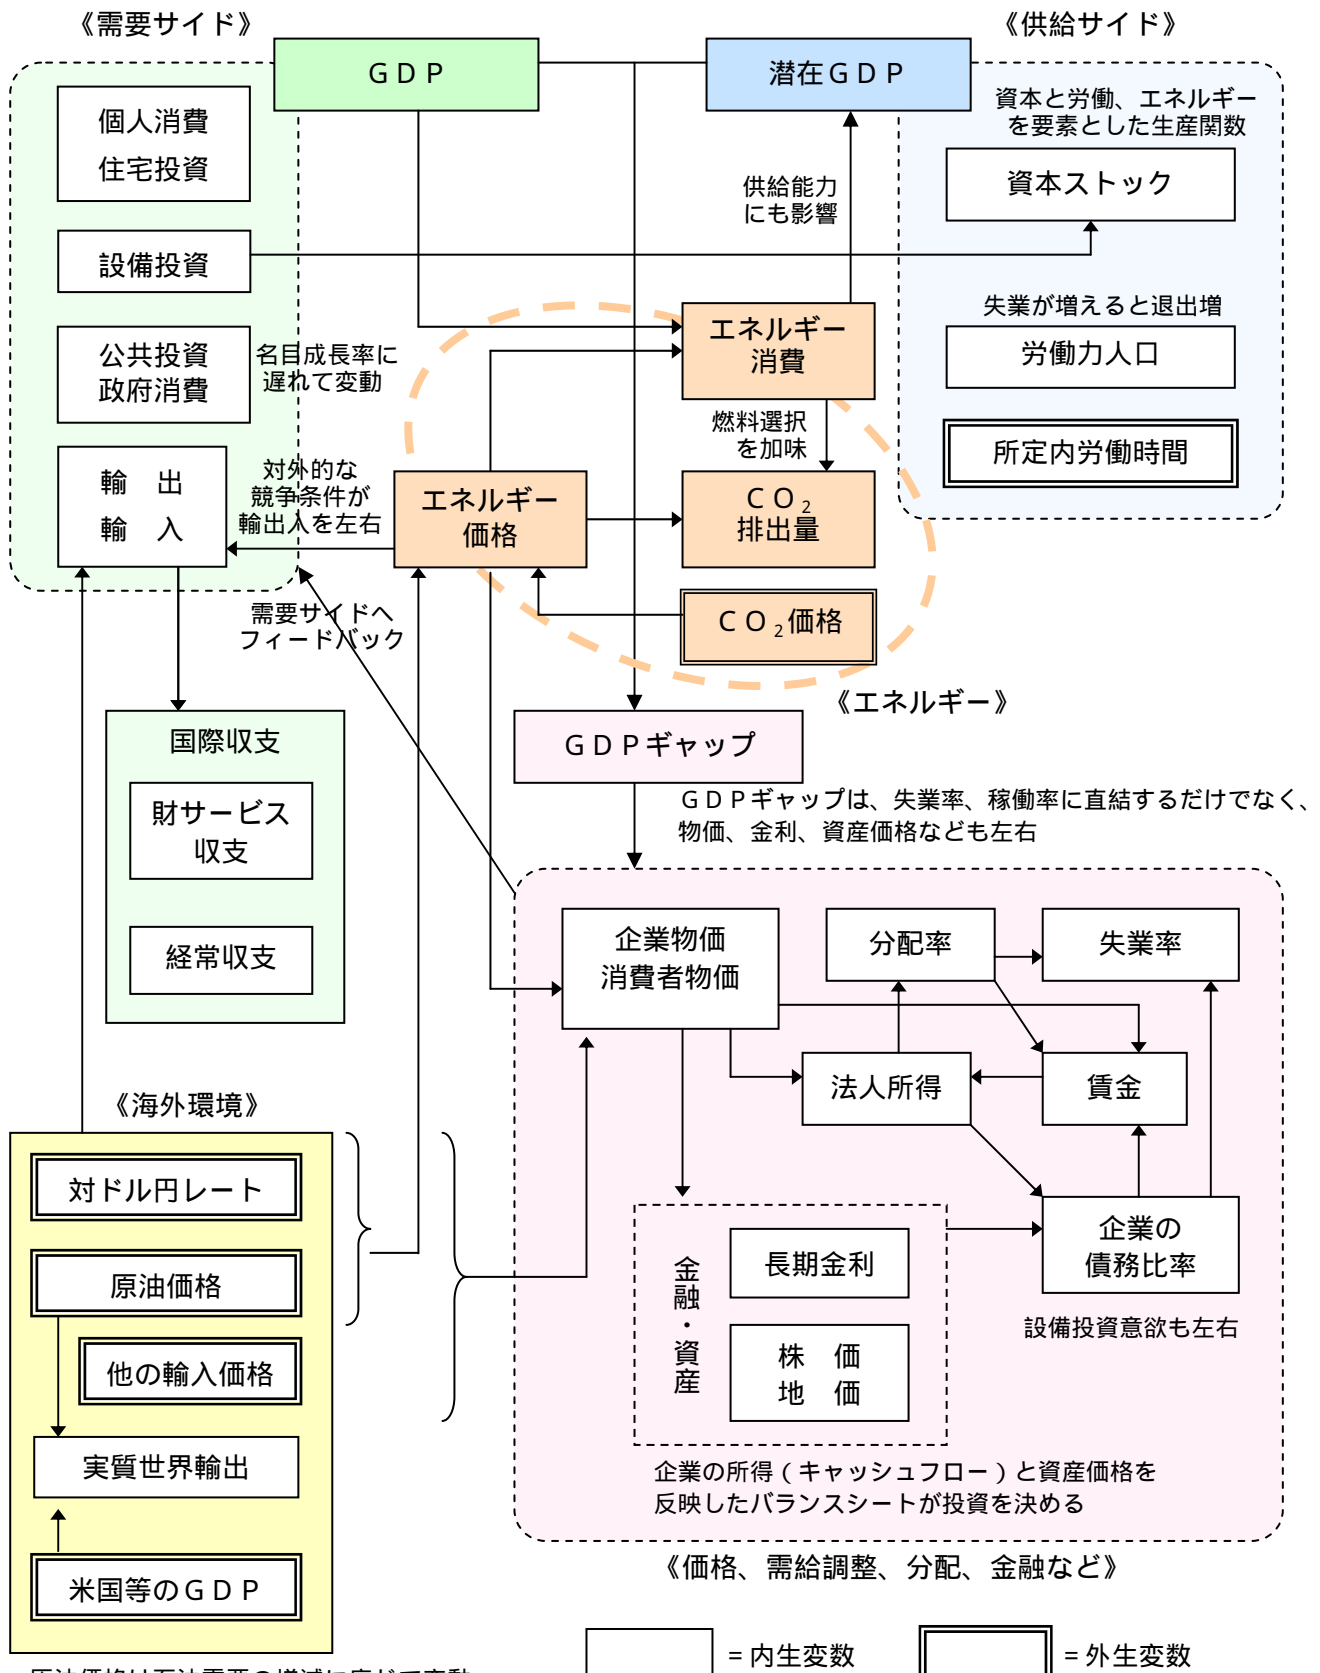 《需要サイド》
《供給サイド》
ＧＤＰ
潜在ＧＤＰ
個人消費
住宅投資
設備投資
公共投資
政府消費
名目成長率に
遅れて変動
輸　出
輸　入
対外的な
競争条件が
輸出入を左右
資本と労働、エネルギー
を要素とした生産関数
資本ストック
供給能力
にも影響
失業が増えると退出増
労働力人口
所定内労働時間
エネルギー
消費
燃料選択
を加味
エネルギー
価格
ＣＯ2
排出量
ＣＯ2価格
《エネルギー》
需要サイドへ
フィードバック
国際収支
財サービス
収支
経常収支
ＧＤＰギャップ
ＧＤＰギャップは、失業率、稼働率に直結するだけでなく、
物価、金利、資産価格なども左右
企業物価
消費者物価
分配率
失業率
法人所得
賃金
企業の
債務比率
設備投資意欲も左右
金融・資産
長期金利
株　価
地　価
企業の所得（キャッシュフロー）と資産価格を
反映したバランスシートが投資を決める
《価格、需給調整、分配、金融など》
《海外環境》
対ドル円レート
原油価格
他の輸入価格
実質世界輸出
米国等のＧＤＰ
＝内生変数
＝外生変数